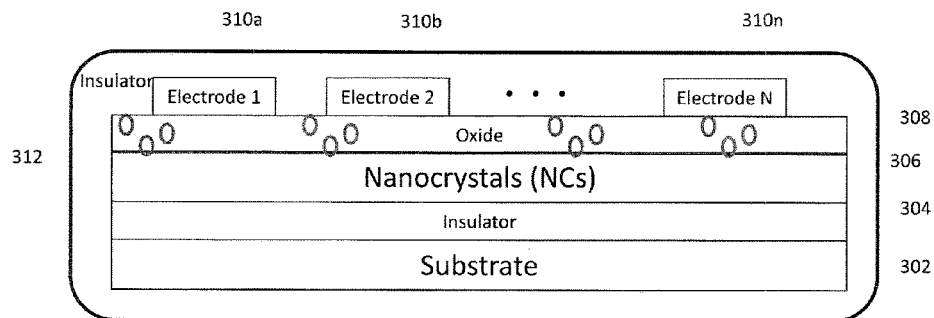 310a 310b 310n
Insulator
Electrode 1 Electrode 2 • • • Electrode N
308
Oxide
312 306
Nanocrystals (NCs)
304
Insulator
Substrate 302